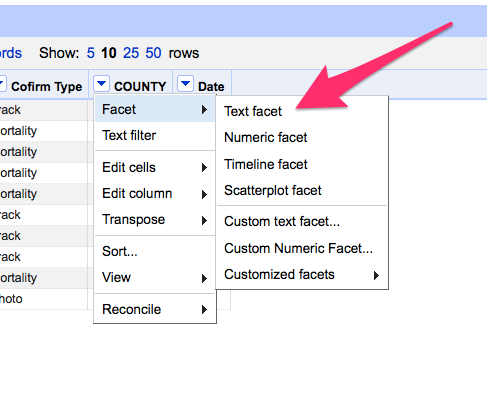 ords Show: 5 10 25 50 rows
Cofirm Type COUNTY Date
rack
ortality
ortality
ortality
ortality
rack
rack
rack
ortality
hoto
Facet
Text filter
Edit cells
Edit column
Transpose
Sort...
View
Reconcile
Text facet
Numeric facet
Timeline facet
Scatterplot facet
Custom text facet...
Custom Numeric Facet...
Customized facets